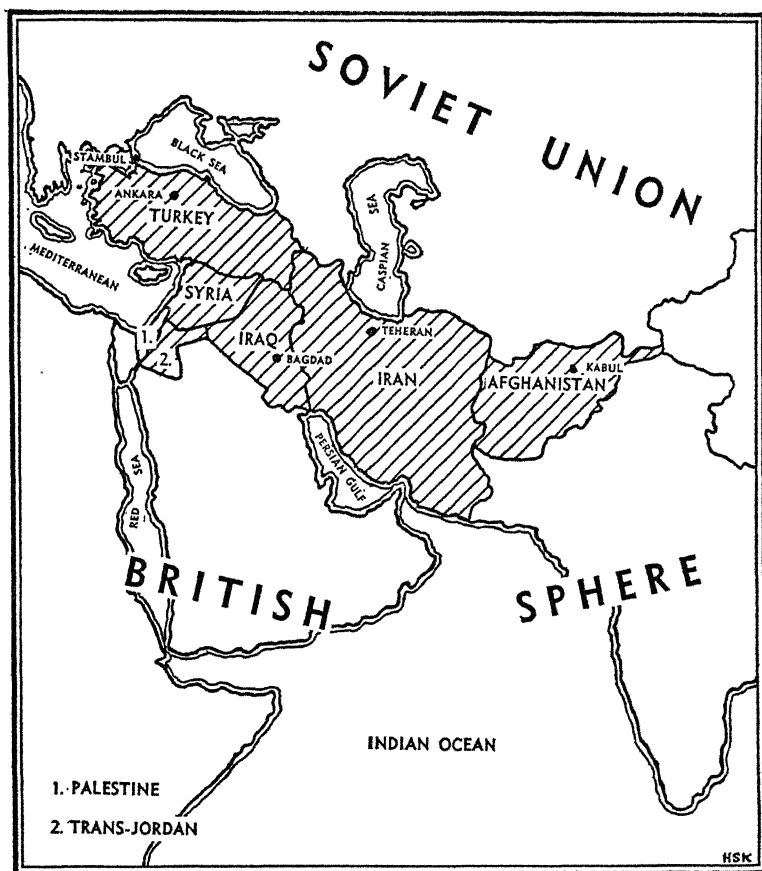 SOVIET UNION
BLACK SEA
STAMBUL
ANKARA
TURKEY
CASPIAN SEA
MEDITERRANEAN
SYRIA
TEHERAN
1.
IRAQ
2.
BAGDAD
IRAN
KABUL
AFGHANISTAN
PERSIAN GULF
RED SEA
BRITISH SPHERE
INDIAN OCEAN
1. PALESTINE
2. TRANS-JORDAN
HSK